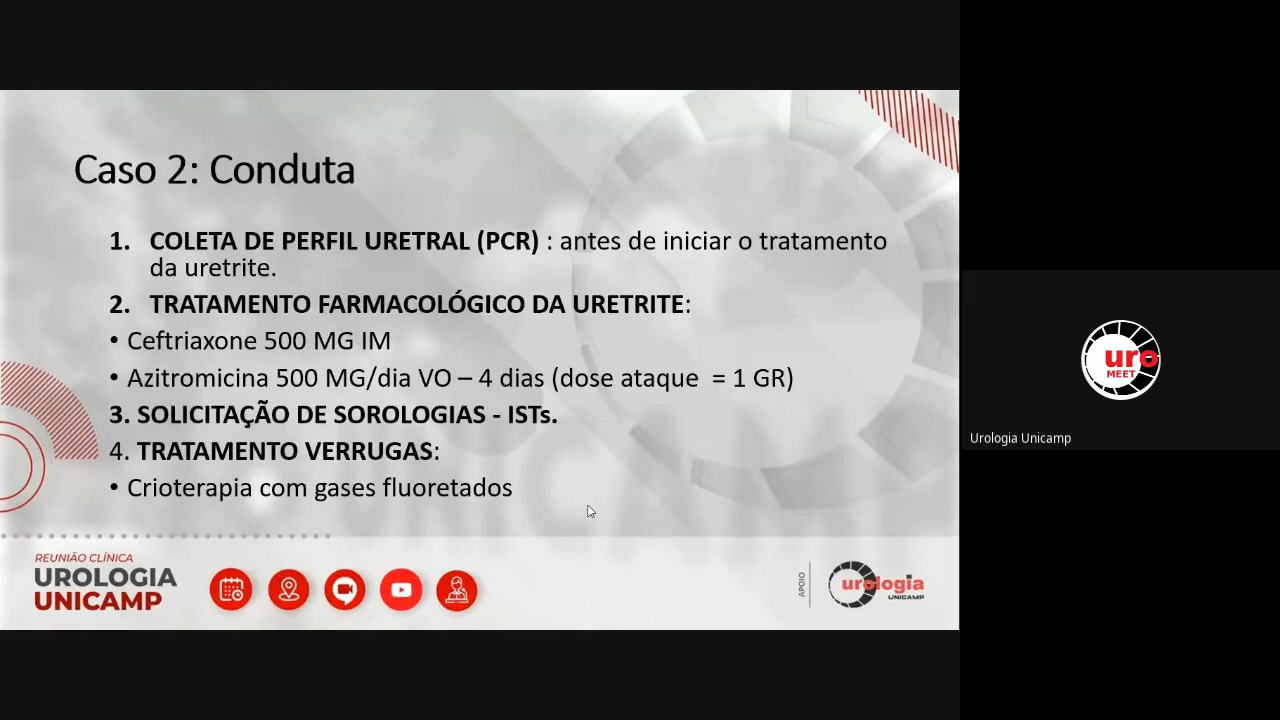 Caso 2: Conduta
1. COLETA DE PERFIL URETRAL (PCR) : antes de iniciar o tratamento
da uretrite.
2. TRATAMENTO FARMACOLÓGICO DA URETRITE:
• Ceftriaxone 500 MG IM
• Azitromicina 500 MG/dia VO – 4 dias (dose ataque = 1 GR)
3. SOLICITAÇÃO DE SOROLOGIAS - ISTs.
4. TRATAMENTO VERRUGAS:
• Crioterapia com gases fluoretados
REUNIÃO CLÍNICA
UROLOGIA
UNICAMP
APOIO
urologia
UNICAMP
uro
MEET
Urologia Unicamp